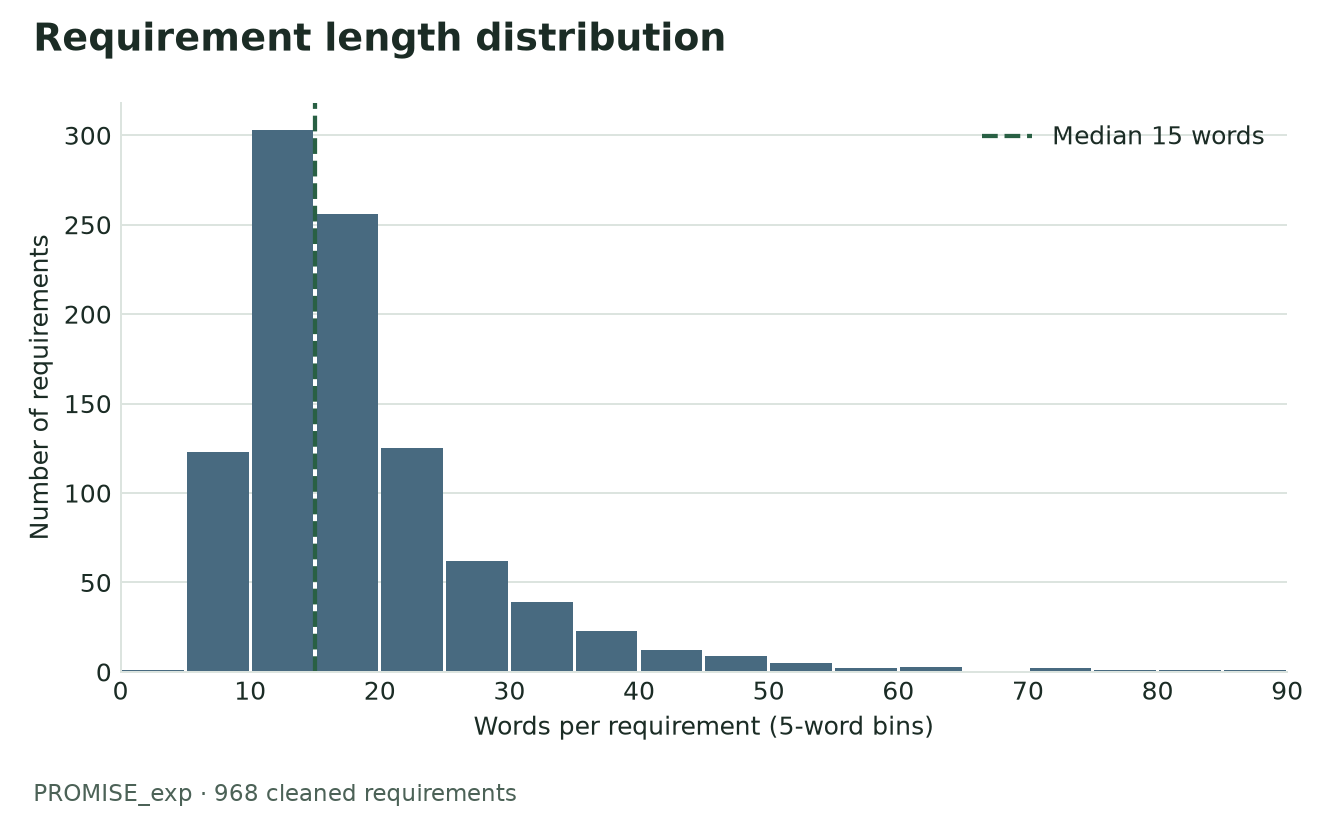 Requirement length distribution
Median 15 words
Number of requirements
300
250
200
150
100
50
0
0 10 20 30 40 50 60 70 80 90
Words per requirement (5-word bins)
PROMISE_exp · 968 cleaned requirements